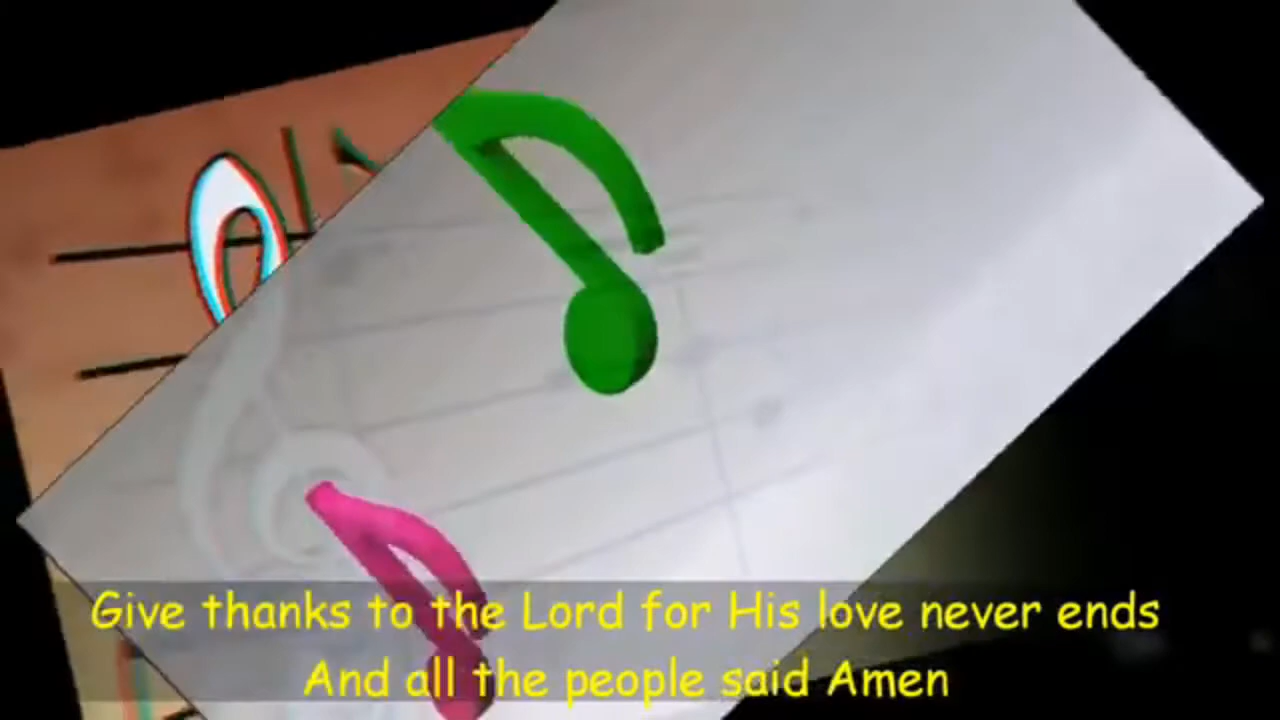 Give thanks to the Lord for His love never ends
And all the people said Amen